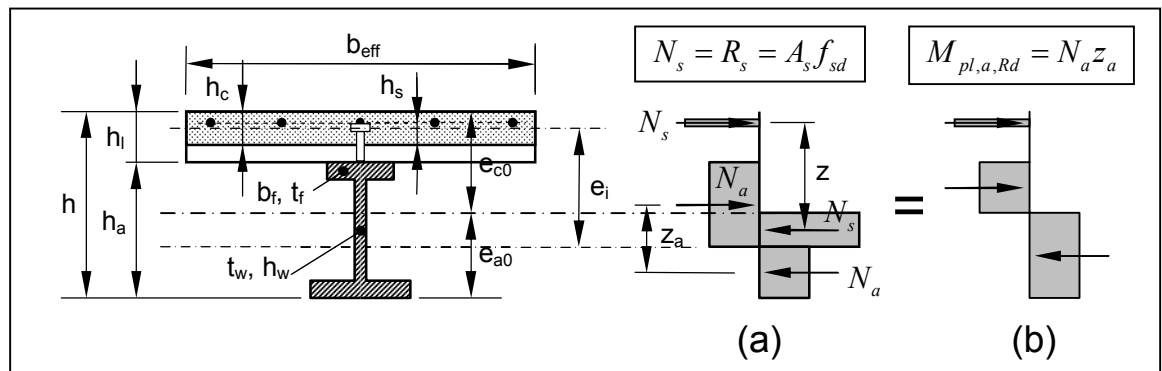 b_eff
h_c
h_s
h_l
h
h_a
b_f, t_f
t_w, h_w
e_c0
e_i
e_a0
N_s = R_s = A_s f_sd
N_s
N_a
z
N_s
z_a
N_a
(a)
=
M_pl,a,Rd = N_a z_a
(b)